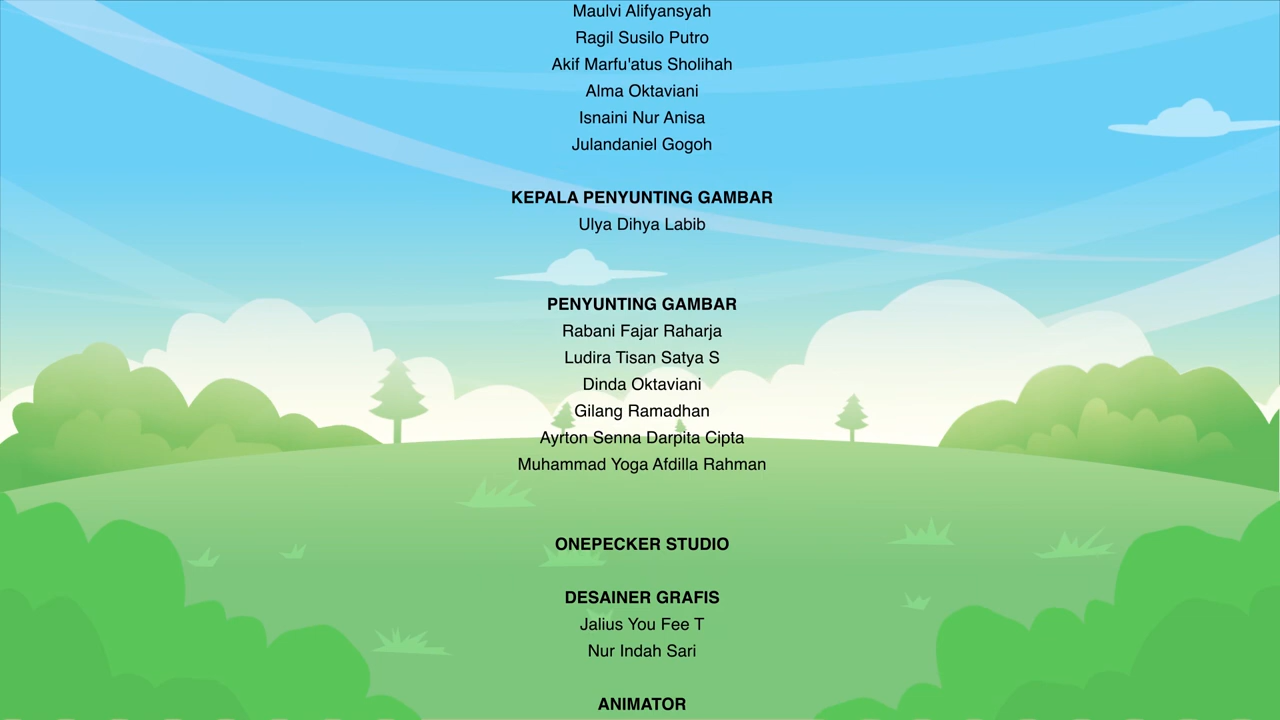 Maulvi Alifyansyah
Ragil Susilo Putro
Akif Marfu'atus Sholihah
Alma Oktaviani
Isnaini Nur Anisa
Julandaniel Gogoh
KEPALA PENYUNTING GAMBAR
Ulya Dihya Labib
PENYUNTING GAMBAR
Rabani Fajar Raharja
Ludira Tisan Satya S
Dinda Oktaviani
Gilang Ramadhan
Ayrton Senna Darpita Cipta
Muhammad Yoga Afdilla Rahman
ONEPECKER STUDIO
DESAINER GRAFIS
Jalius You Fee T
Nur Indah Sari
ANIMATOR